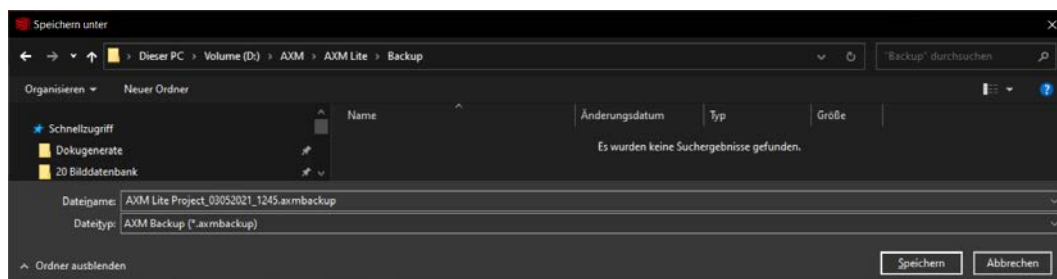 Speichern unter
Dieser PC › Volume (D:) › AXM › AXM Lite › Backup
"Backup" durchsuchen
Organisieren
Neuer Ordner
Name
Änderungsdatum
Typ
Größe
Schnellzugriff
Dokugenerate
20 Bilddatenbank
Es wurden keine Suchergebnisse gefunden.
Dateiname: AXM Lite Project_03052021_1245.axmbackup
Dateityp: AXM Backup (*.axmbackup)
Ordner ausblenden
Speichern
Abbrechen